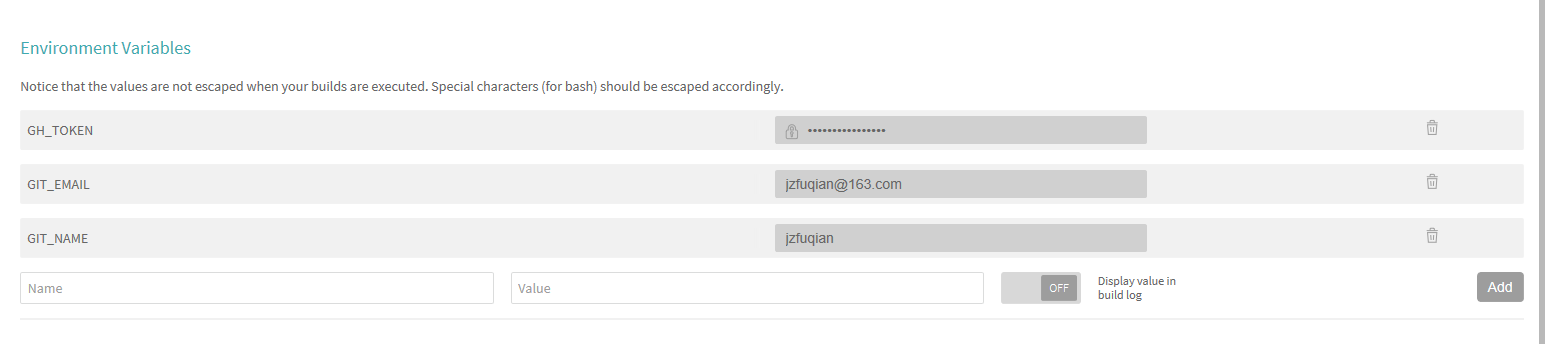 Environment Variables
Notice that the values are not escaped when your builds are executed. Special characters (for bash) should be escaped accordingly.
GH_TOKEN ••••••••••••••••
GIT_EMAIL jzfuqian@163.com
GIT_NAME jzfuqian
Name Value OFF Display value in build log Add